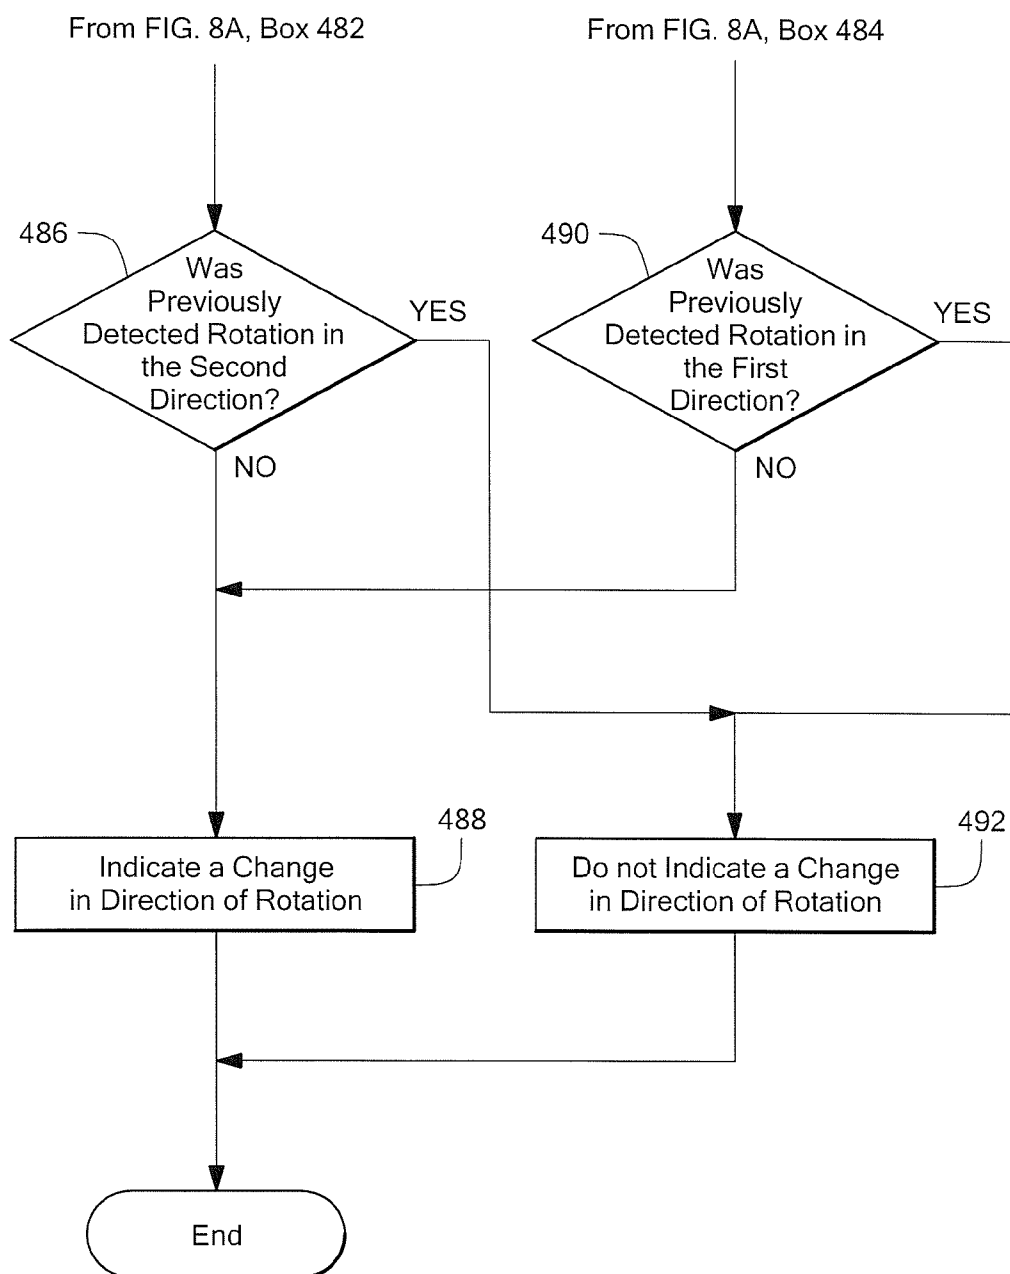 From FIG. 8A, Box 482
From FIG. 8A, Box 484
486
Was
Previously
Detected Rotation in
the Second
Direction?
YES
NO
490
Was
Previously
Detected Rotation in
the First
Direction?
YES
NO
488
Indicate a Change
in Direction of Rotation
492
Do not Indicate a Change
in Direction of Rotation
End